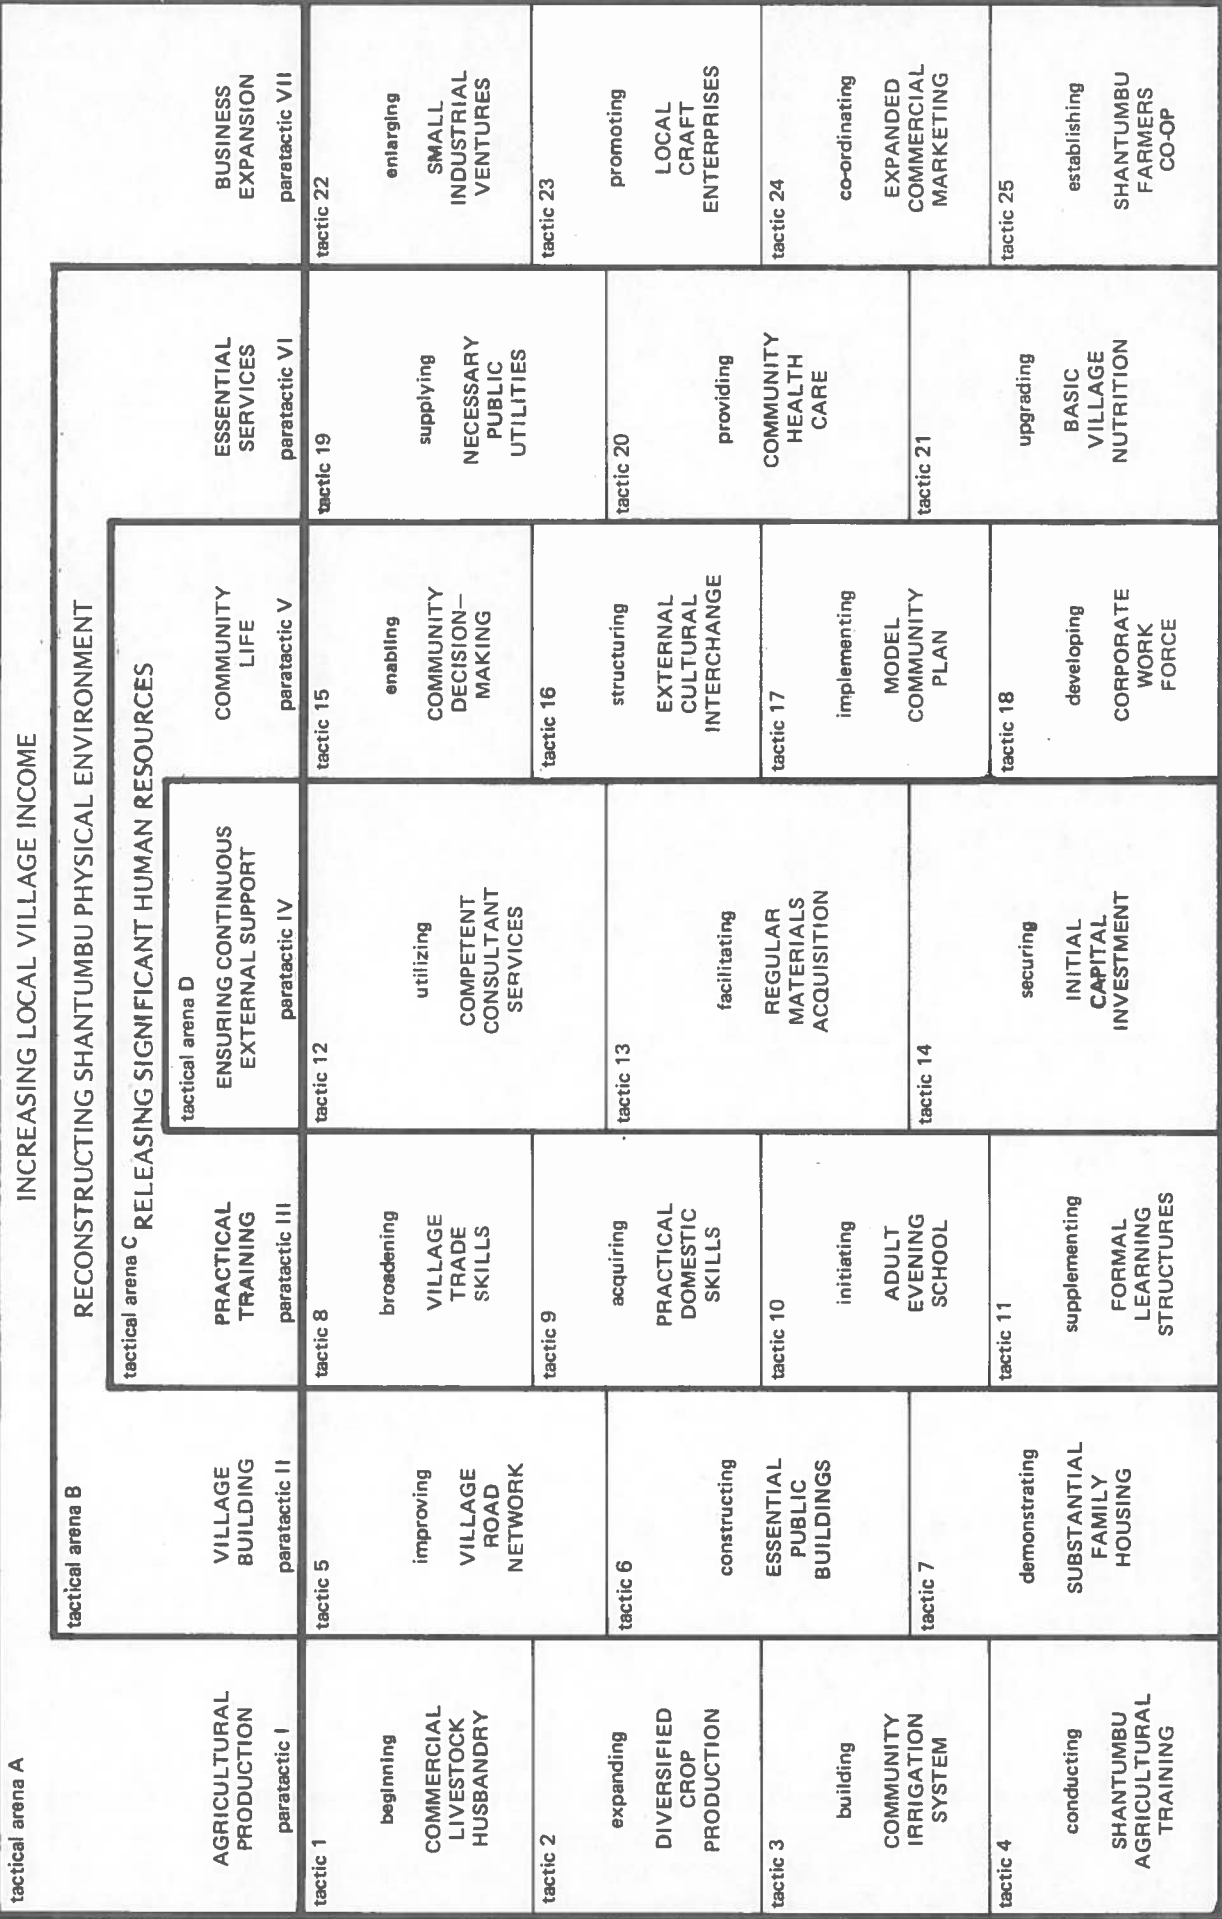 tactical arena A
INCREASING LOCAL VILLAGE INCOME
tactical arena B
RECONSTRUCTING SHANTUMBU PHYSICAL ENVIRONMENT
tactical arena C
RELEASING SIGNIFICANT HUMAN RESOURCES
tactical arena D
AGRICULTURAL
PRODUCTION
paratactic I
VILLAGE
BUILDING
paratactic II
PRACTICAL
TRAINING
paratactic III
ENSURING CONTINUOUS
EXTERNAL SUPPORT
paratactic IV
COMMUNITY
LIFE
paratactic V
ESSENTIAL
SERVICES
paratactic VI
BUSINESS
EXPANSION
paratactic VII
tactic 1
beginning
COMMERCIAL
LIVESTOCK
HUSBANDRY
tactic 2
expanding
DIVERSIFIED
CROP
PRODUCTION
tactic 3
building
COMMUNITY
IRRIGATION
SYSTEM
tactic 4
conducting
SHANTUMBU
AGRICULTURAL
TRAINING
tactic 5
improving
VILLAGE
ROAD
NETWORK
tactic 6
constructing
ESSENTIAL
PUBLIC
BUILDINGS
tactic 7
demonstrating
SUBSTANTIAL
FAMILY
HOUSING
tactic 8
broadening
VILLAGE
TRADE
SKILLS
tactic 9
acquiring
PRACTICAL
DOMESTIC
SKILLS
tactic 10
initiating
ADULT
EVENING
SCHOOL
tactic 11
supplementing
FORMAL
LEARNING
STRUCTURES
tactic 12
utilizing
COMPETENT
CONSULTANT
SERVICES
tactic 13
facilitating
REGULAR
MATERIALS
ACQUISITION
tactic 14
securing
INITIAL
CAPITAL
INVESTMENT
tactic 15
enabling
COMMUNITY
DECISION—
MAKING
tactic 16
structuring
EXTERNAL
CULTURAL
INTERCHANGE
tactic 17
implementing
MODEL
COMMUNITY
PLAN
tactic 18
developing
CORPORATE
WORK
FORCE
tactic 19
supplying
NECESSARY
PUBLIC
UTILITIES
tactic 20
providing
COMMUNITY
HEALTH
CARE
tactic 21
upgrading
BASIC
VILLAGE
NUTRITION
tactic 22
enlarging
SMALL
INDUSTRIAL
VENTURES
tactic 23
promoting
LOCAL
CRAFT
ENTERPRISES
tactic 24
co-ordinating
EXPANDED
COMMERCIAL
MARKETING
tactic 25
establishing
SHANTUMBU
FARMERS
CO-OP